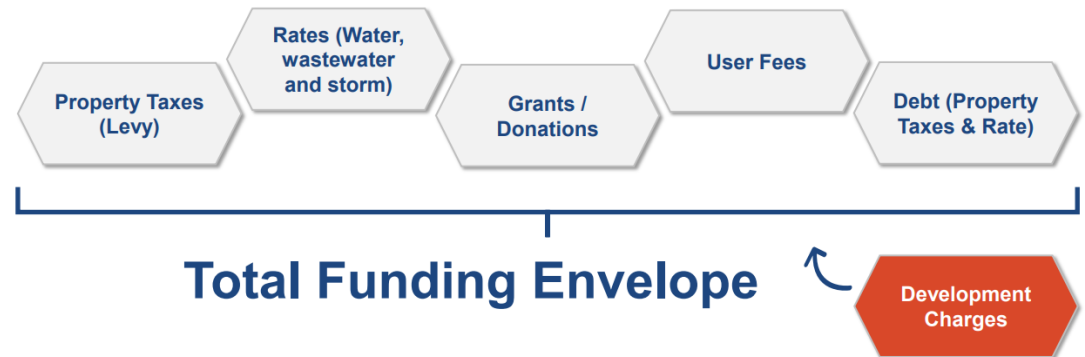 Property Taxes
(Levy)
Rates (Water,
wastewater
and storm)
Grants /
Donations
User Fees
Debt (Property
Taxes & Rate)
Total Funding Envelope
Development
Charges